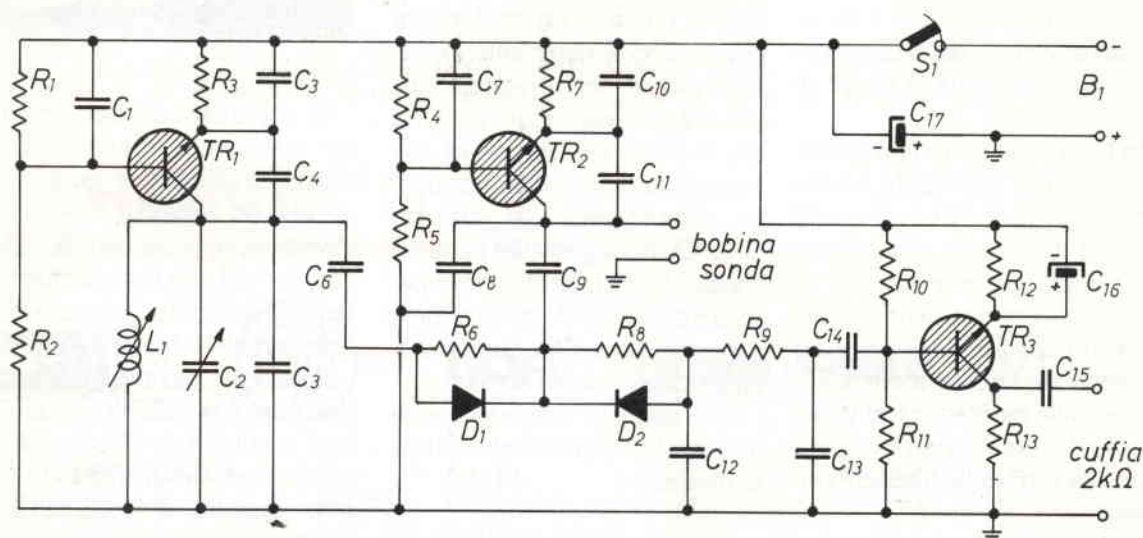 S1
-
B1
+
C17
- +
R1
C1
R3
C3
TR1
C4
R4
C7
R7
C10
TR2
C11
R5
C6
C8
C9
bobina
sonda
R2
L1
C2
C3
R6
D1
R8
D2
R9
C12
C13
C14
R10
R11
R12
-
+
C16
TR3
C15
R13
cuffia
2kΩ